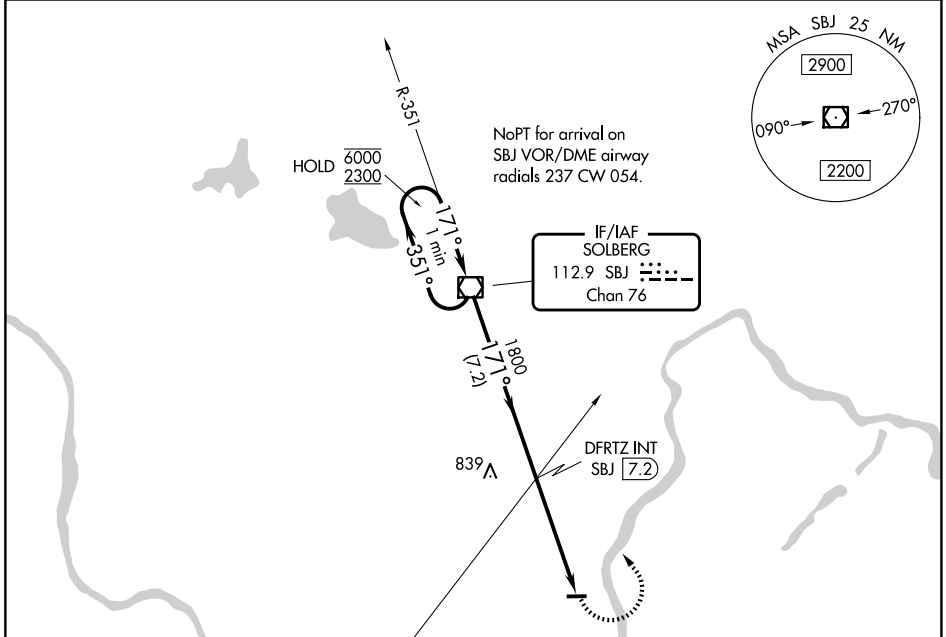 MSA SBJ 25 NM
2900
090°
270°
2200
R-351
NoPT for arrival on
SBJ VOR/DME airway
radials 237 CW 054.
HOLD
6000
2300
171°
1 min
351°
IF/IAF
SOLBERG
112.9 SBJ
Chan 76
171°
1800
(7.2)
839
DFRTZ INT
SBJ 7.2